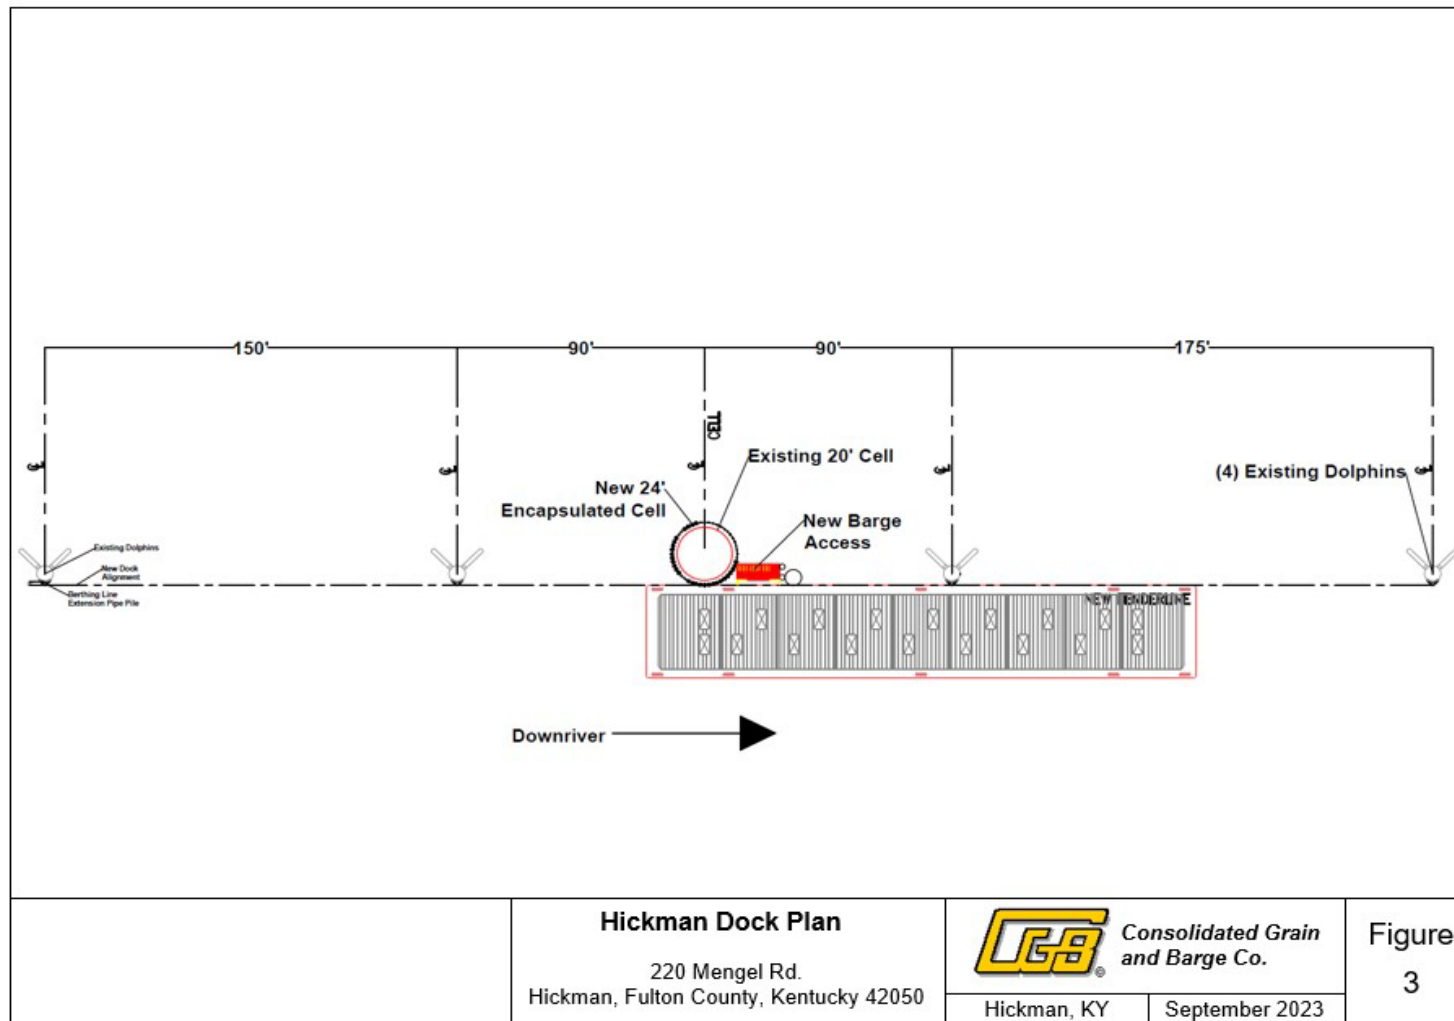 150'
90'
90'
175'
CELL
Existing 20' Cell
(4) Existing Dolphins
New 24'
Encapsulated Cell
New Barge
Access
Existing Dolphins
New Dock
Alignment
Berthing Line
Extension Pipe Pile
NEW FENDERLINE
Downriver
Hickman Dock Plan
220 Mengel Rd.
Hickman, Fulton County, Kentucky 42050
CGB
Consolidated Grain
and Barge Co.
©
Hickman, KY
September 2023
Figure
3